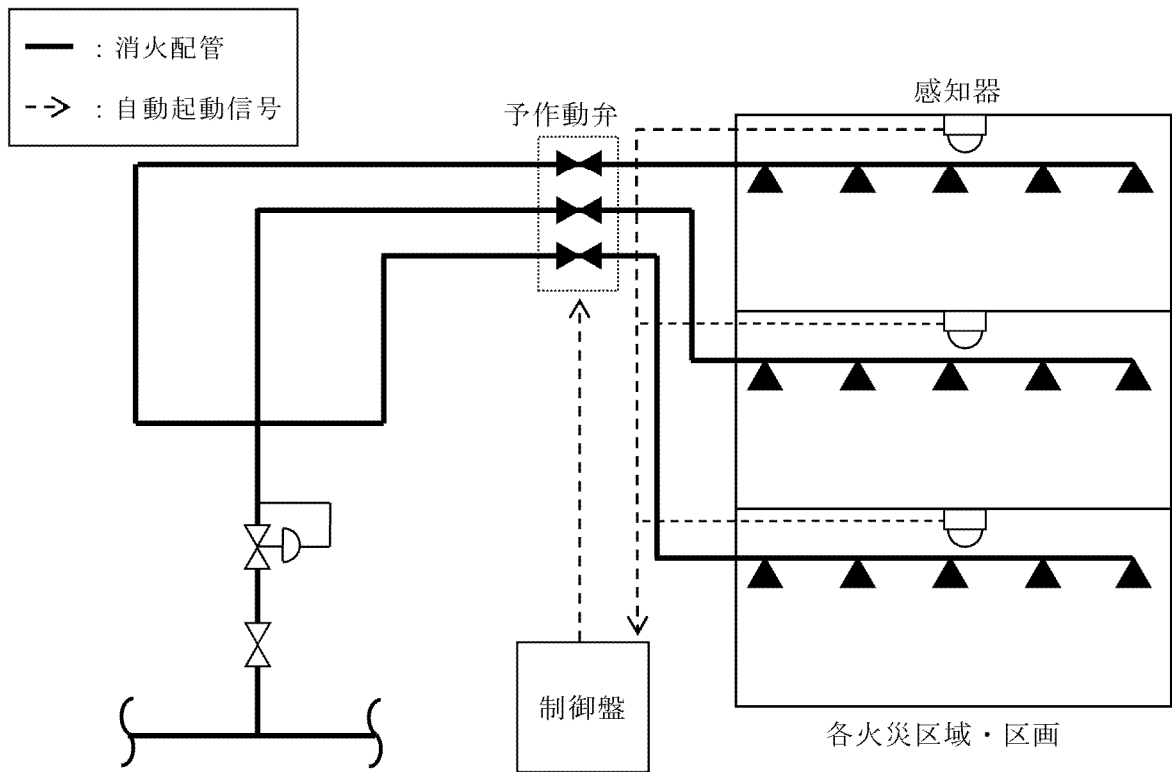 ：消火配管
：自動起動信号
予作動弁
感知器
制御盤
各火災区域・区画